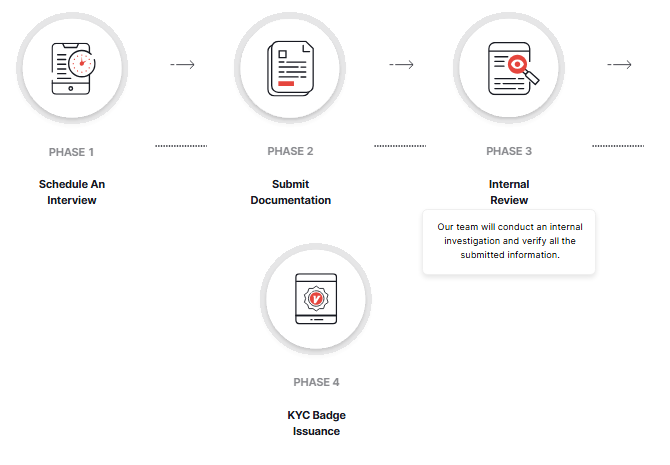 PHASE 1
Schedule An
Interview
PHASE 2
Submit
Documentation
PHASE 3
Internal
Review
Our team will conduct an internal
investigation and verify all the
submitted information.
PHASE 4
KYC Badge
Issuance